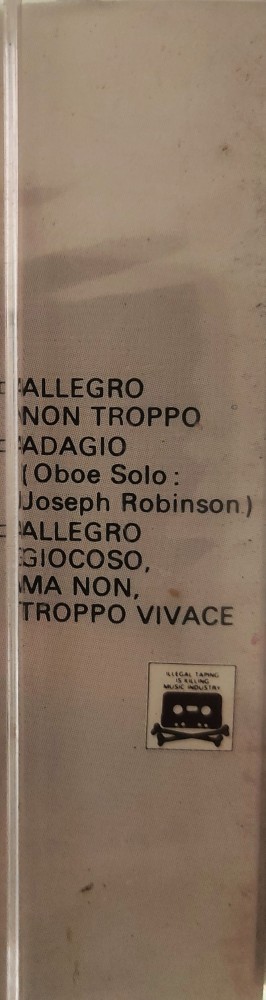 ALLEGRO
NON TROPPO
ADAGIO
(Oboe Solo:
Joseph Robinson)
ALLEGRO
GIOCOSO,
MA NON,
TROPPO VIVACE
ILLEGAL TAPING
IS KILLING
MUSIC INDUSTRY